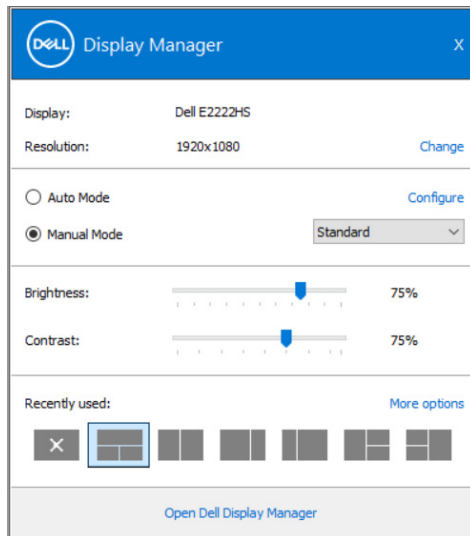 DELL Display Manager X
Display: Dell E2222HS
Resolution: 1920x1080 Change
Auto Mode Configure
Manual Mode Standard
Brightness: 75%
Contrast: 75%
Recently used: More options
Open Dell Display Manager